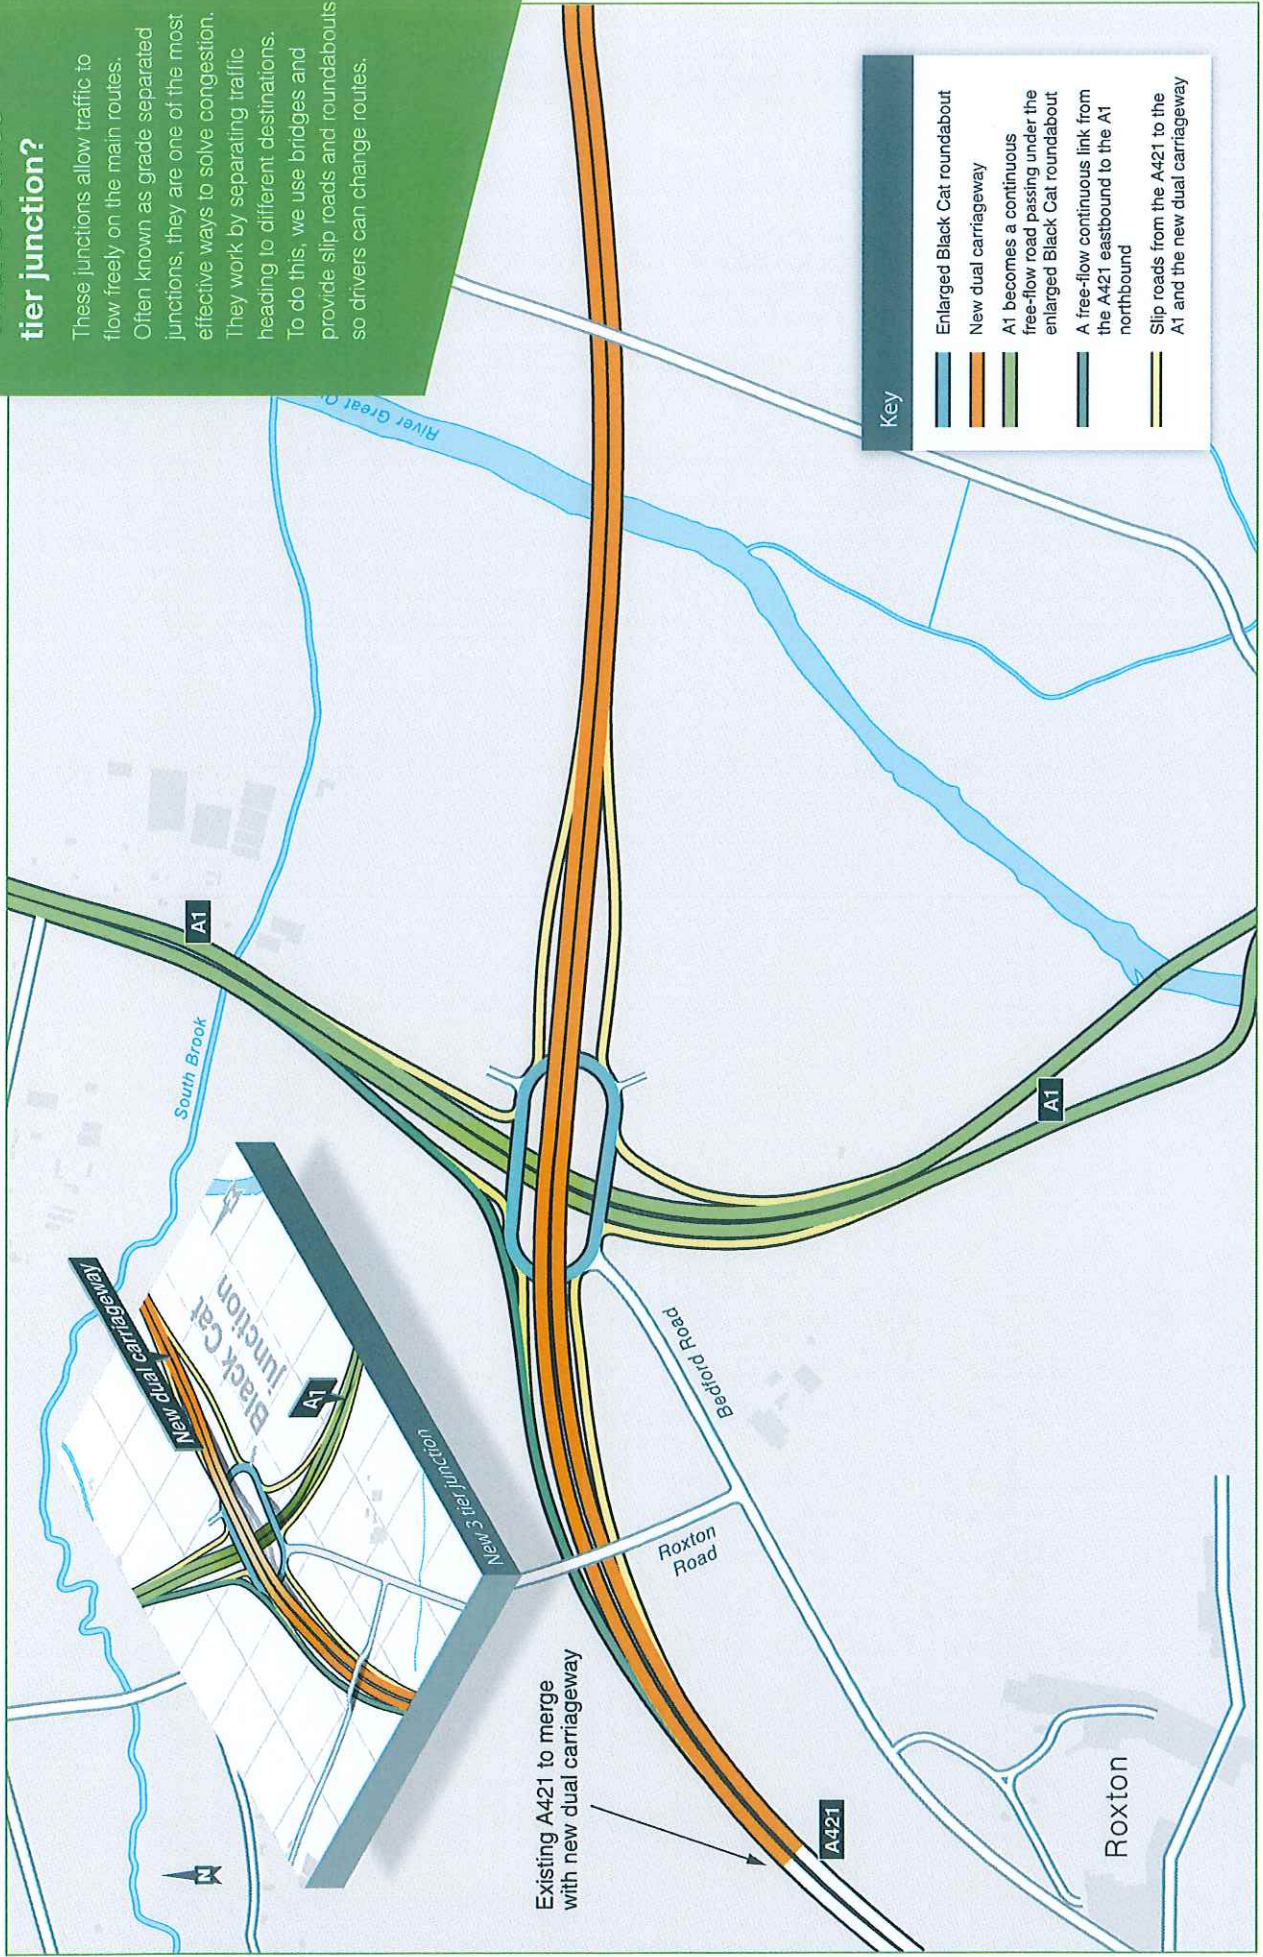 tier junction?
These junctions allow traffic to
flow freely on the main routes.
Often known as grade separated
junctions, they are one of the most
effective ways to solve congestion.
They work by separating traffic
heading to different destinations.
To do this, we use bridges and
provide slip roads and roundabouts
so drivers can change routes.
River Great
South Brook
A1
A1
New dual carriageway
Black Cat
junction
A1
New 3 tier junction
N
N
Bedford Road
Roxton
Road
Existing A421 to merge
with new dual carriageway
A421
Roxton
Key
Enlarged Black Cat roundabout
New dual carriageway
A1 becomes a continuous
free-flow road passing under the
enlarged Black Cat roundabout
A free-flow continuous link from
the A421 eastbound to the A1
northbound
Slip roads from the A421 to the
A1 and the new dual carriageway